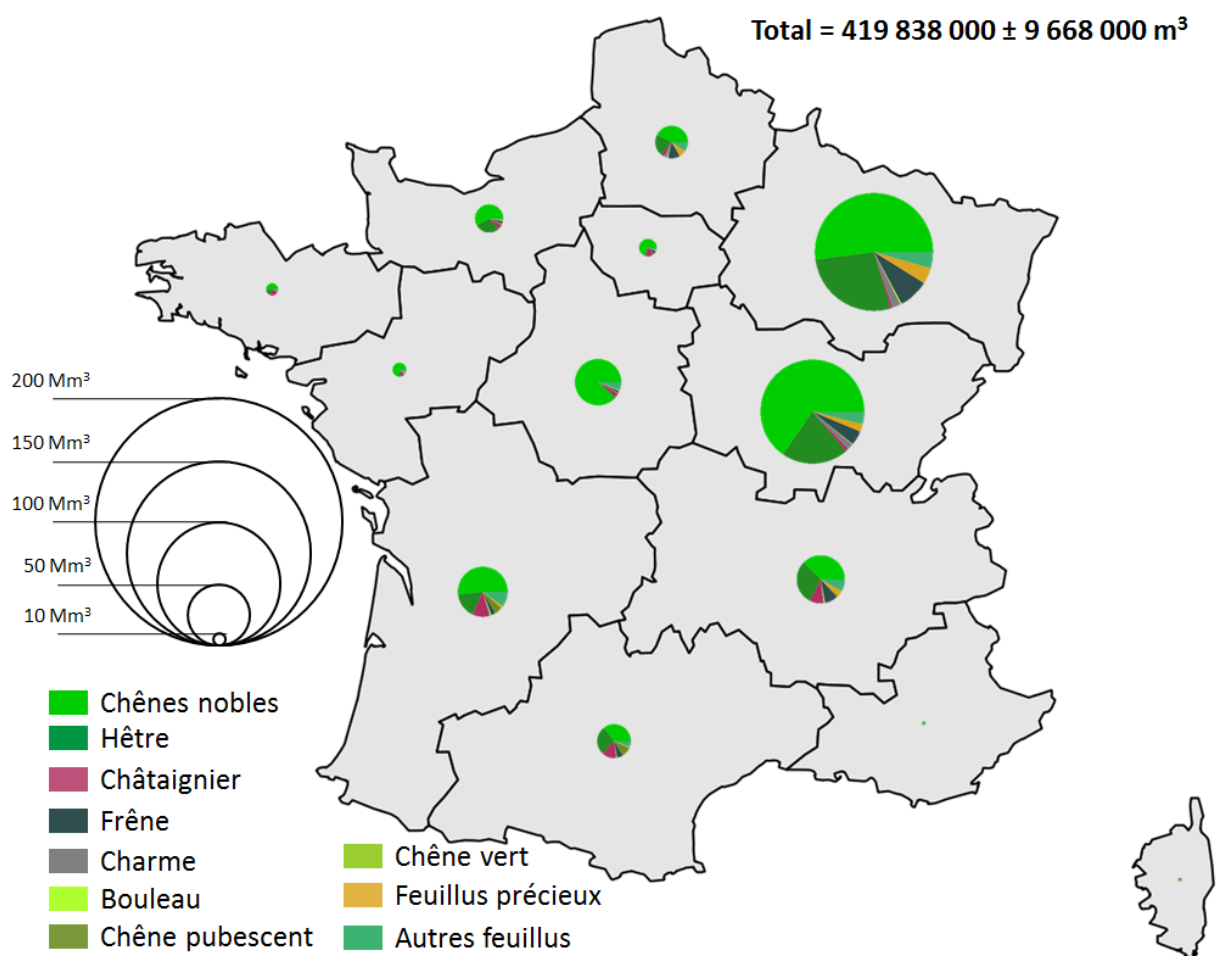 Total = 419 838 000 ± 9 668 000 m³
200 Mm³
150 Mm³
100 Mm³
50 Mm³
10 Mm³
Chênes nobles
Hêtre
Châtaignier
Frêne
Charme
Bouleau
Chêne pubescent
Chêne vert
Feuillus précieux
Autres feuillus